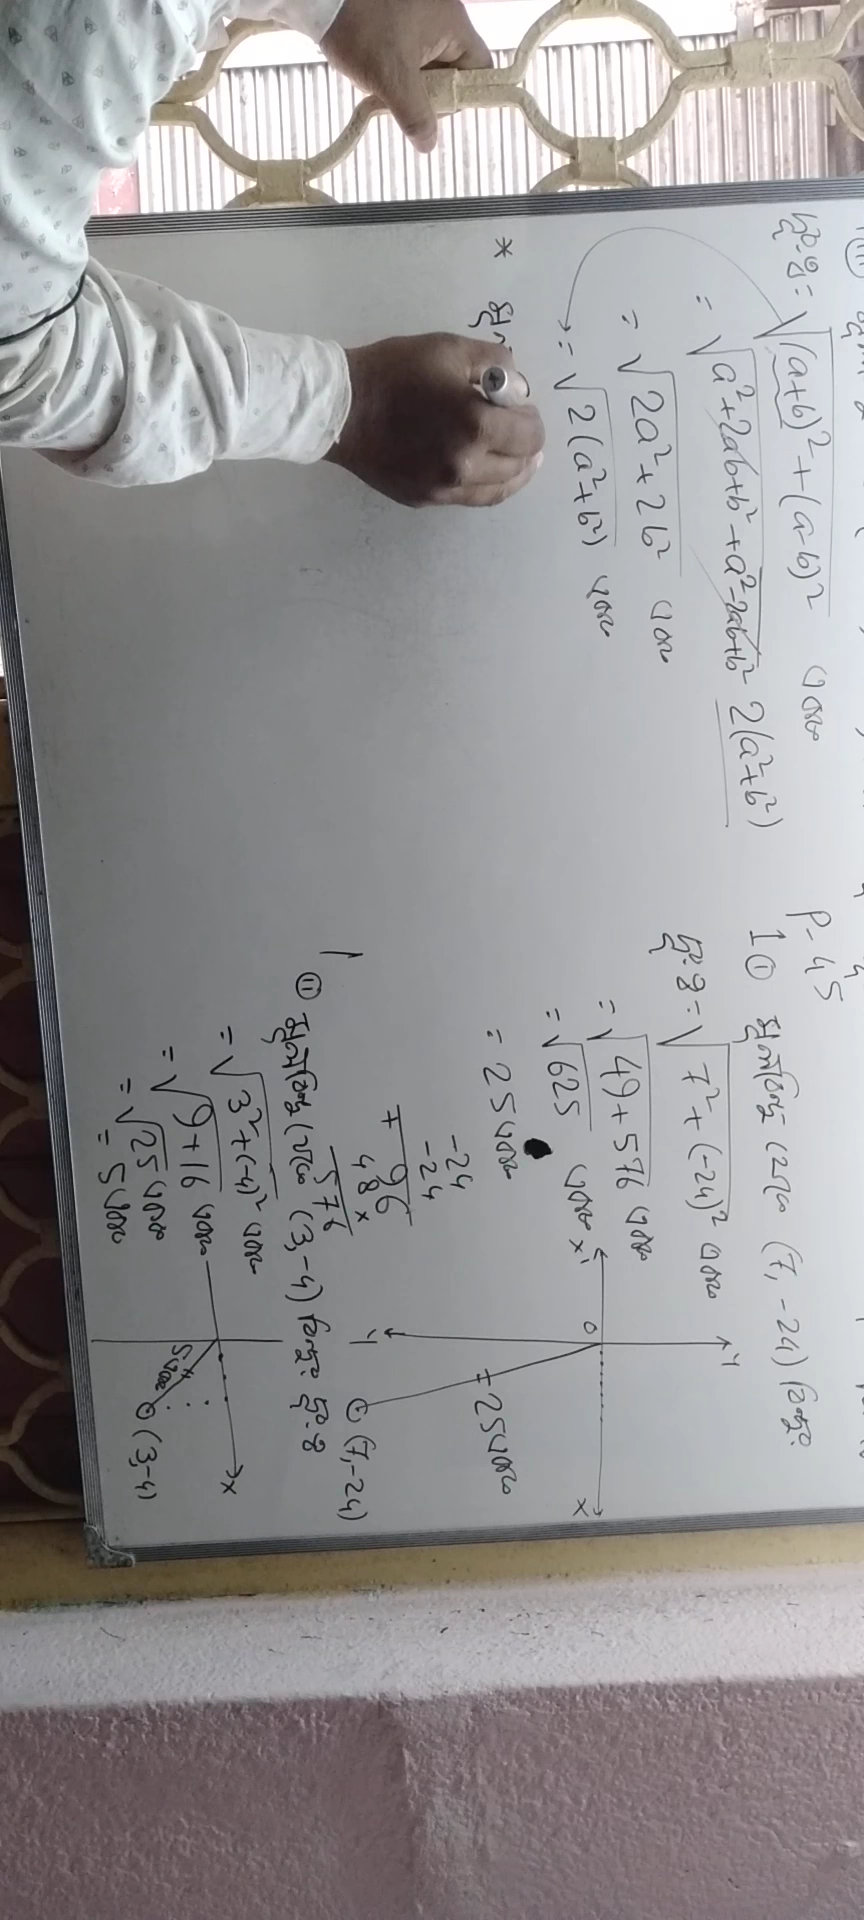 দূঃত্ব = √(a+b)² + (a-b)² একক
= √a²+2ab+b²+a²-2ab+b² 2(a²+b²)
= √2a²+2b² একক
= √2(a²+b²) একক
*
P-45
1 (i) মূলবিন্দু থেকে (7, -24) বিন্দুর
= √7²+(-24)² একক
= √49+576 একক
= √625 একক
= 25 একক
-24
-24
+ 96
48×
576
Y
X'
O
X
25 একক
Y'
(7,-24)
1 (ii) মূলবিন্দু থেকে (3,-4) বিন্দুর
= √3²+(-4)² একক
= √9+16 একক
= √25 একক
= 5 একক
X
5 একক
(3,-4)